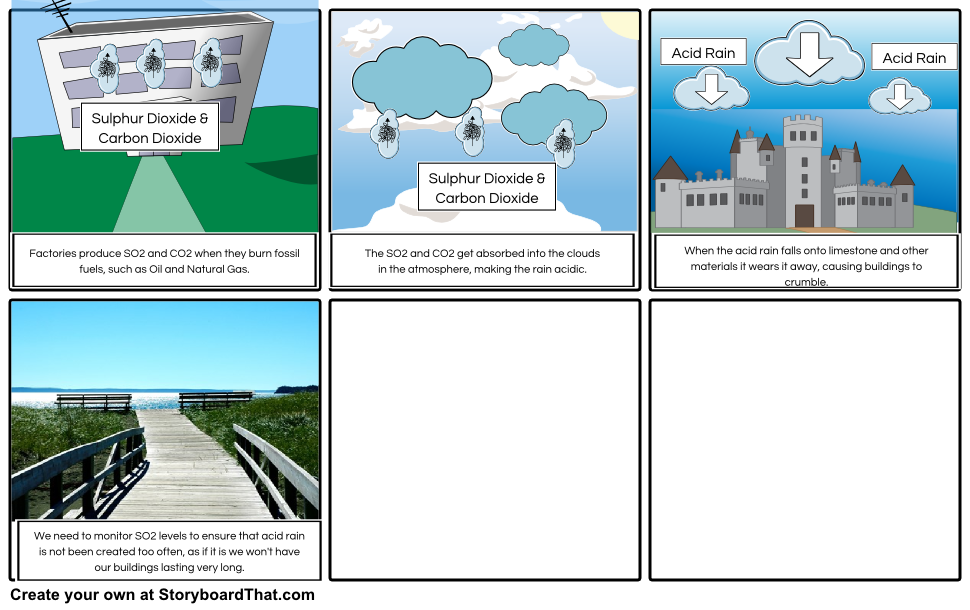 Sulphur Dioxide &
Carbon Dioxide
Factories produce SO2 and CO2 when they burn fossil
fuels, such as Oil and Natural Gas.
Sulphur Dioxide &
Carbon Dioxide
The SO2 and CO2 get absorbed into the clouds
in the atmosphere, making the rain acidic.
Acid Rain
Acid Rain
When the acid rain falls onto limestone and other
materials it wears it away, causing buildings to
crumble.
We need to monitor SO2 levels to ensure that acid rain
is not been created too often, as if it is we won't have
our buildings lasting very long.
Create your own at StoryboardThat.com